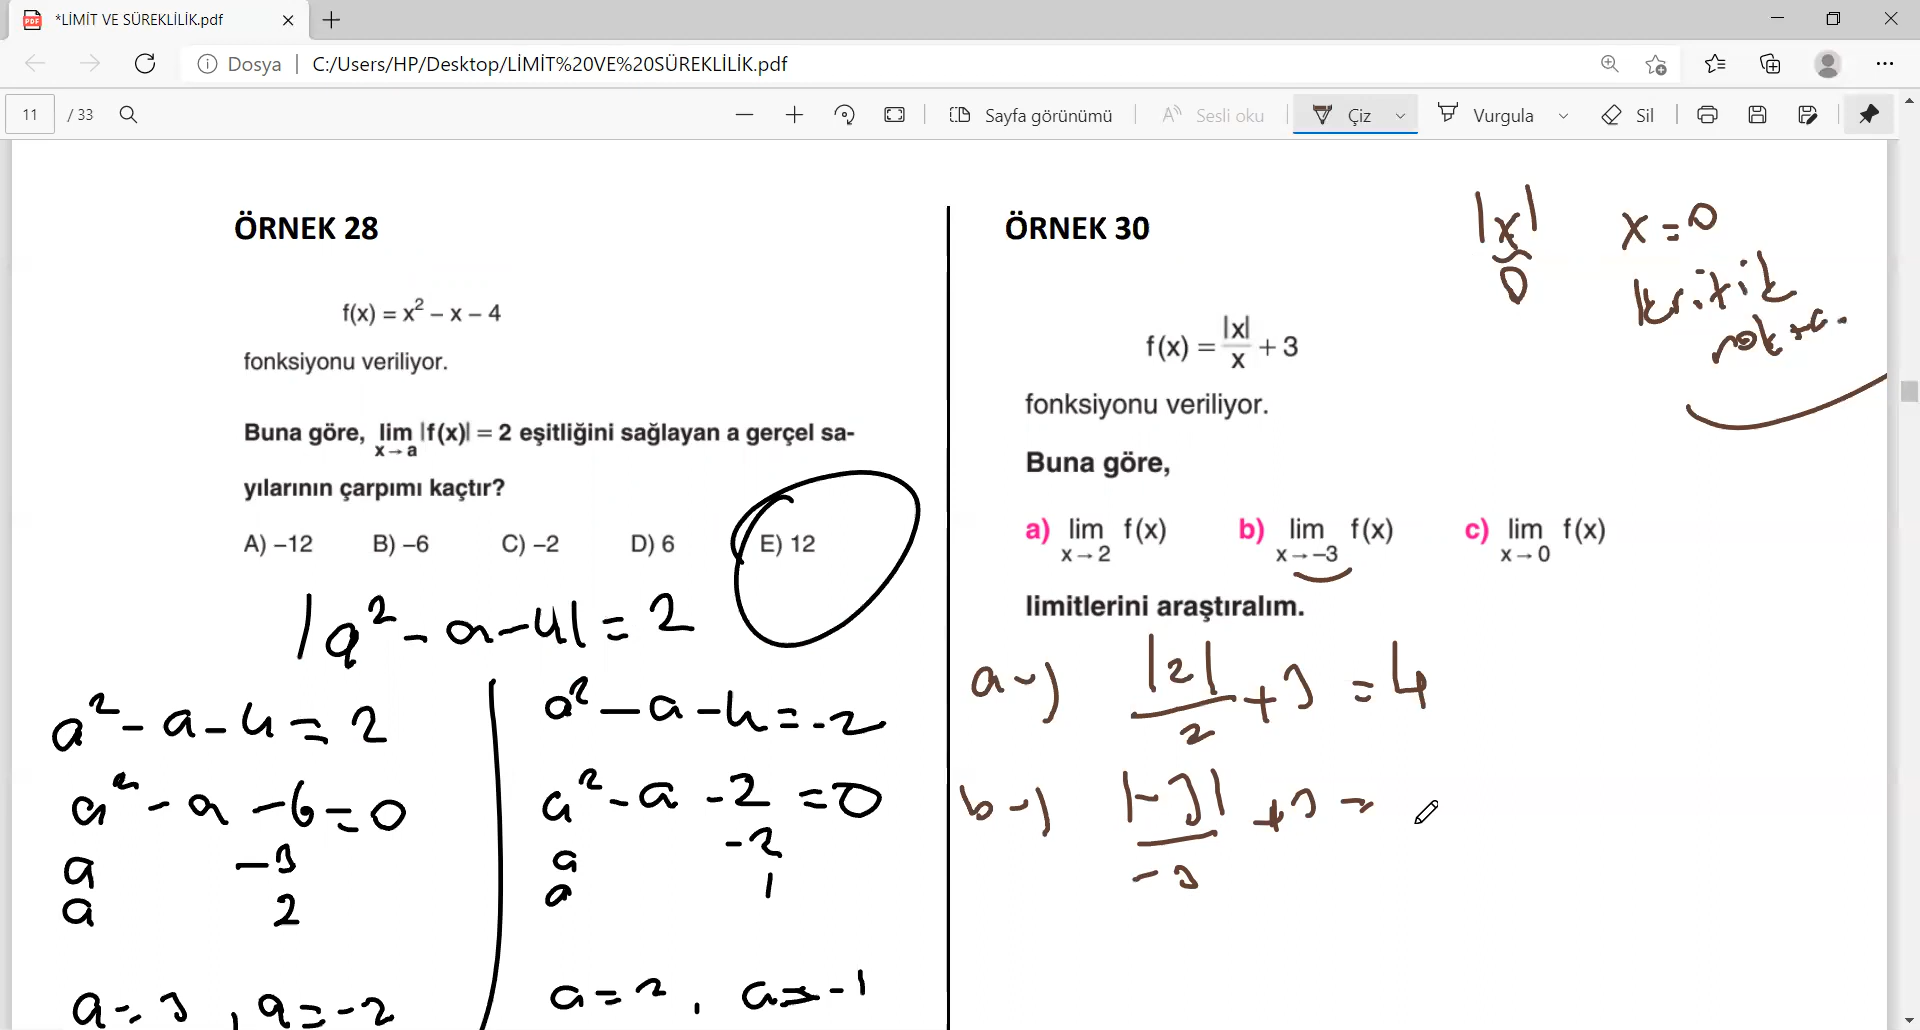 *LİMİT VE SÜREKLİLİK.pdf
Dosya | C:/Users/HP/Desktop/LİMİT%20VE%20SÜREKLİLİK.pdf
11 / 33 Sayfa görünümü Sesli oku Çiz Vurgula Sil
ÖRNEK 28
f(x) = x² – x – 4
fonksiyonu veriliyor.
Buna göre, lim |f(x)| = 2 eşitliğini sağlayan a gerçel sa-
x → a
yılarının çarpımı kaçtır?
A) –12 B) –6 C) –2 D) 6 E) 12
|a² - a - 4| = 2
a² - a - 4 = 2
a² - a - 6 = 0
a -3
a 2
a = 3, a = -2
a² - a - 4 = -2
a² - a - 2 = 0
a -2
a 1
a = 2, a = -1
ÖRNEK 30
|x| x = 0
0 kritik
nokta.
f(x) = |x|/x + 3
fonksiyonu veriliyor.
Buna göre,
a) lim f(x) b) lim f(x) c) lim f(x)
x → 2 x → –3 x → 0
limitlerini araştıralım.
a-) |2|/2 + 3 = 4
b-) |-3|/-3 + 3 =